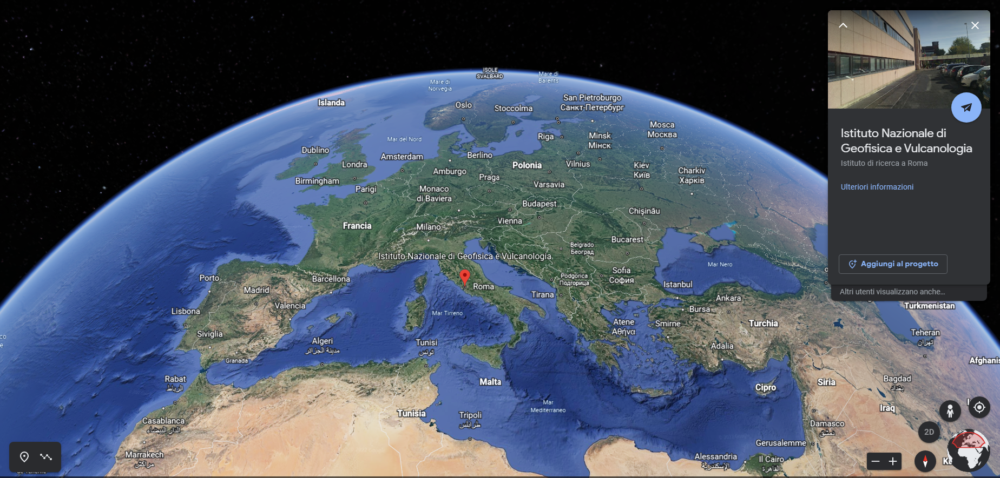 ISOLE
SVALBARD
Mare di
Norvegia
Mare di
Barents
Islanda
Oslo
Stoccolma
San Pietroburgo
Санкт-Петербург
Mosca
Москва
Riga
Minsk
Мінск
Mar del Nord
Dublino
Amsterdam
Berlino
Londra
Polonia
Vilnius
Kiev
Київ
Charkiv
Харків
Birmingham
Amburgo
Praga
Varsavia
Parigi
Monaco
di Baviera
Budapest
Chișinău
Vienna
Francia
Milano
Bucarest
Belgrado
Београд
Istituto Nazionale di Geofisica e Vulcanologia
Mar Nero
Sofia
София
Podgorica
Подгорица
Porto
Barcellona
Roma
Istanbul
Madrid
Tirana
Ankara
Valencia
Bursa
Lisbona
Mar Tirreno
Atene
Αθήνα
Smirne
Turchia
Turkmenistan
Siviglia
Teheran
تهران
Algeri
مدينة الجزائر
Tunisi
تونس
Adalia
Granada
Afghanis
Rabat
الرباط
Malta
Cipro
Siria
Bagdad
بغداد
Mar
Mediterraneo
Iraq
Tunisia
Tripoli
طرابلس
Casablanca
الدار البيضاء
Damasco
دمشق
Gerusalemme
Marrakech
مراكش
Alessandria
الإسكندرية
Il Cairo
القاهرة
Istituto Nazionale di
Geofisica e Vulcanologia
Istituto di ricerca a Roma
Ulteriori informazioni
Aggiungi al progetto
Altri utenti visualizzano anche...
2D